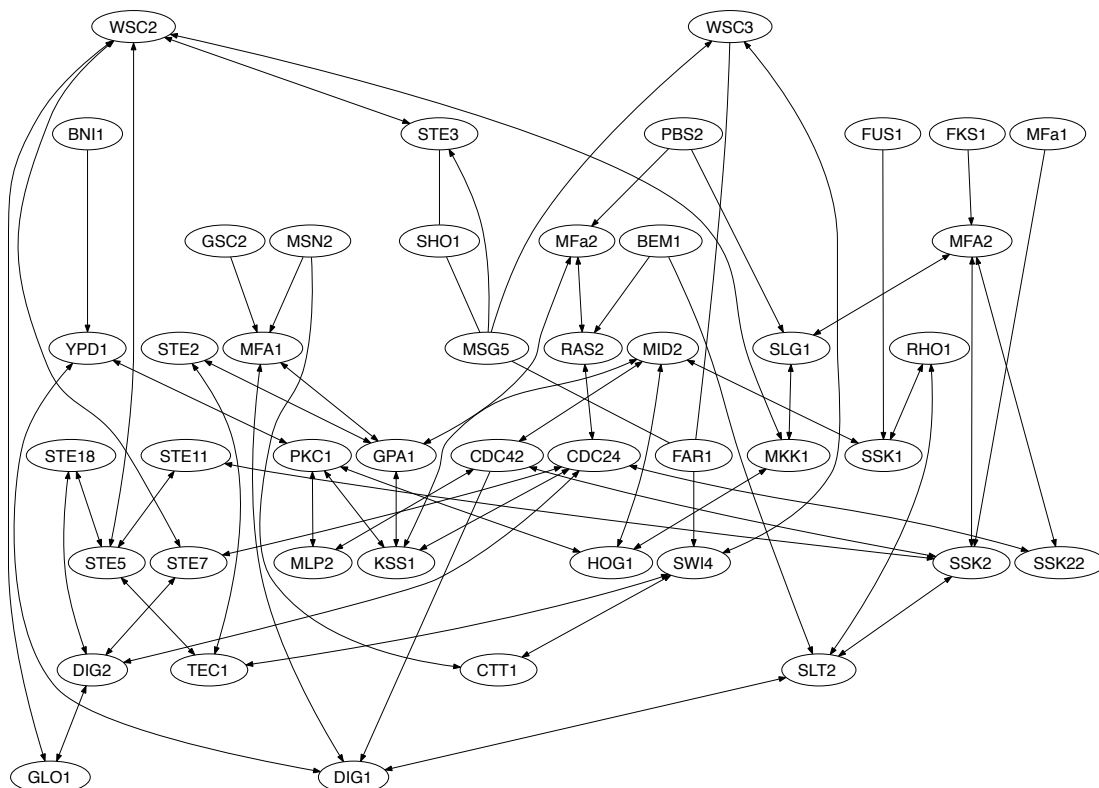 WSC2
WSC3
BNI1
STE3
PBS2
FUS1
FKS1
MFa1
GSC2
MSN2
SHO1
MFa2
BEM1
MFA2
YPD1
STE2
MFA1
MSG5
RAS2
MID2
SLG1
RHO1
STE18
STE11
PKC1
GPA1
CDC42
CDC24
FAR1
MKK1
SSK1
STE5
STE7
MLP2
KSS1
HOG1
SWI4
SSK2
SSK22
DIG2
TEC1
CTT1
SLT2
GLO1
DIG1